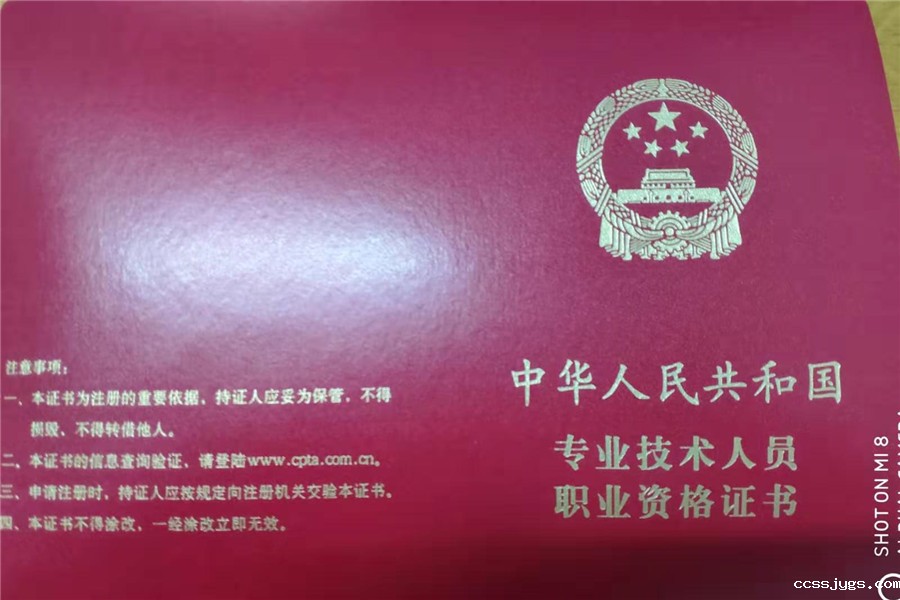 注意事项:
一、本证书为注册的重要依据，持证人应妥为保管，不得
损毁、不得转借他人。
二、本证书的信息查询验证，请登陆www.cpta.com.cn。
三、申请注册时，持证人应按规定向注册机关交验本证书。
四、本证书不得涂改，一经涂改立即无效。
中华人民共和国
专业技术人员
职业资格证书
SHOT ON MI 8
ccssjygs.com